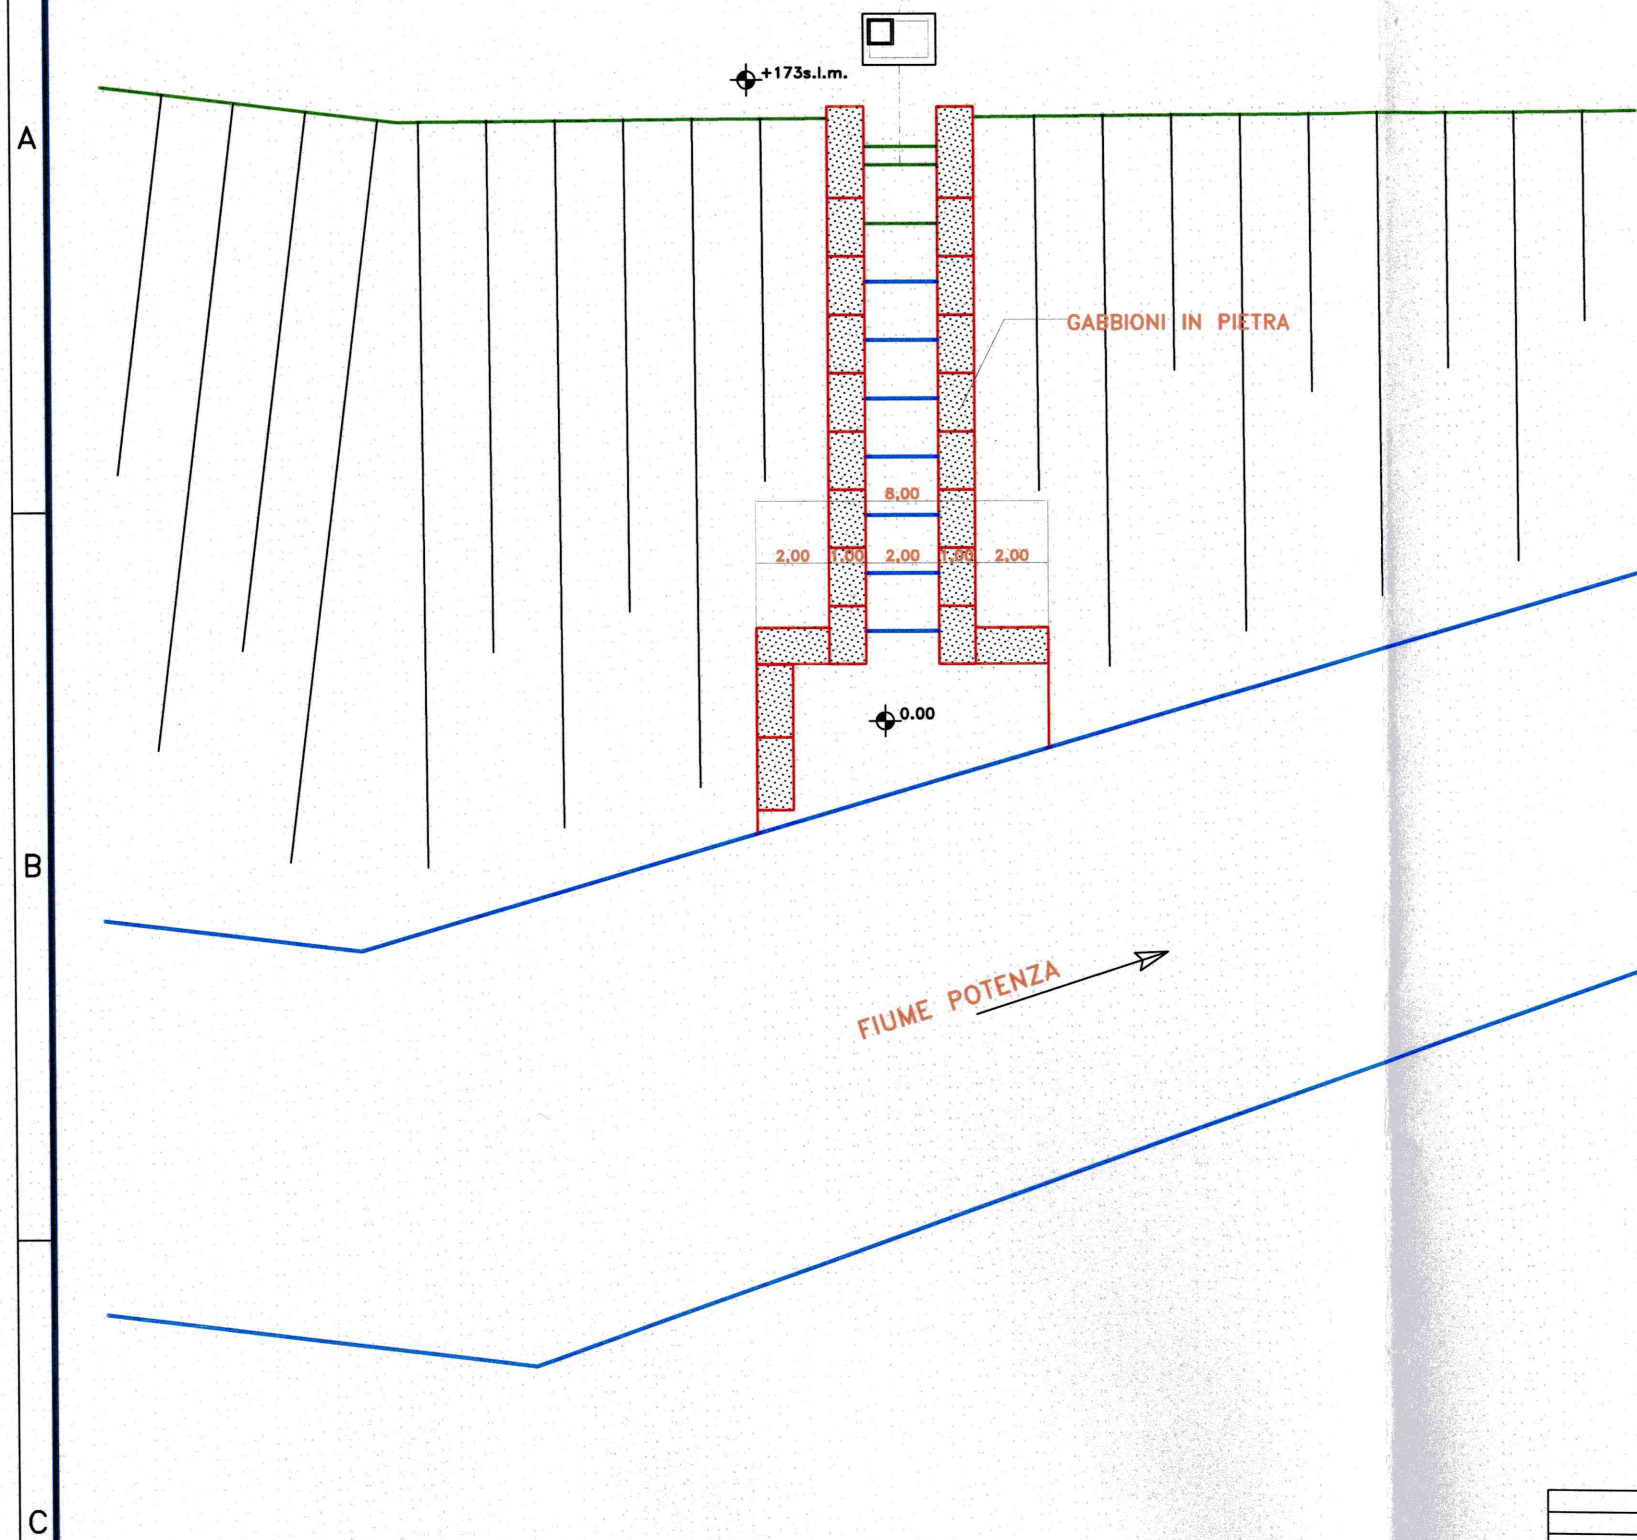 +173s.l.m.
A
GABBIONI IN PIETRA
8,00
2,00 1,00 2,00 1,00 2,00
0.00
B
FIUME POTENZA
C